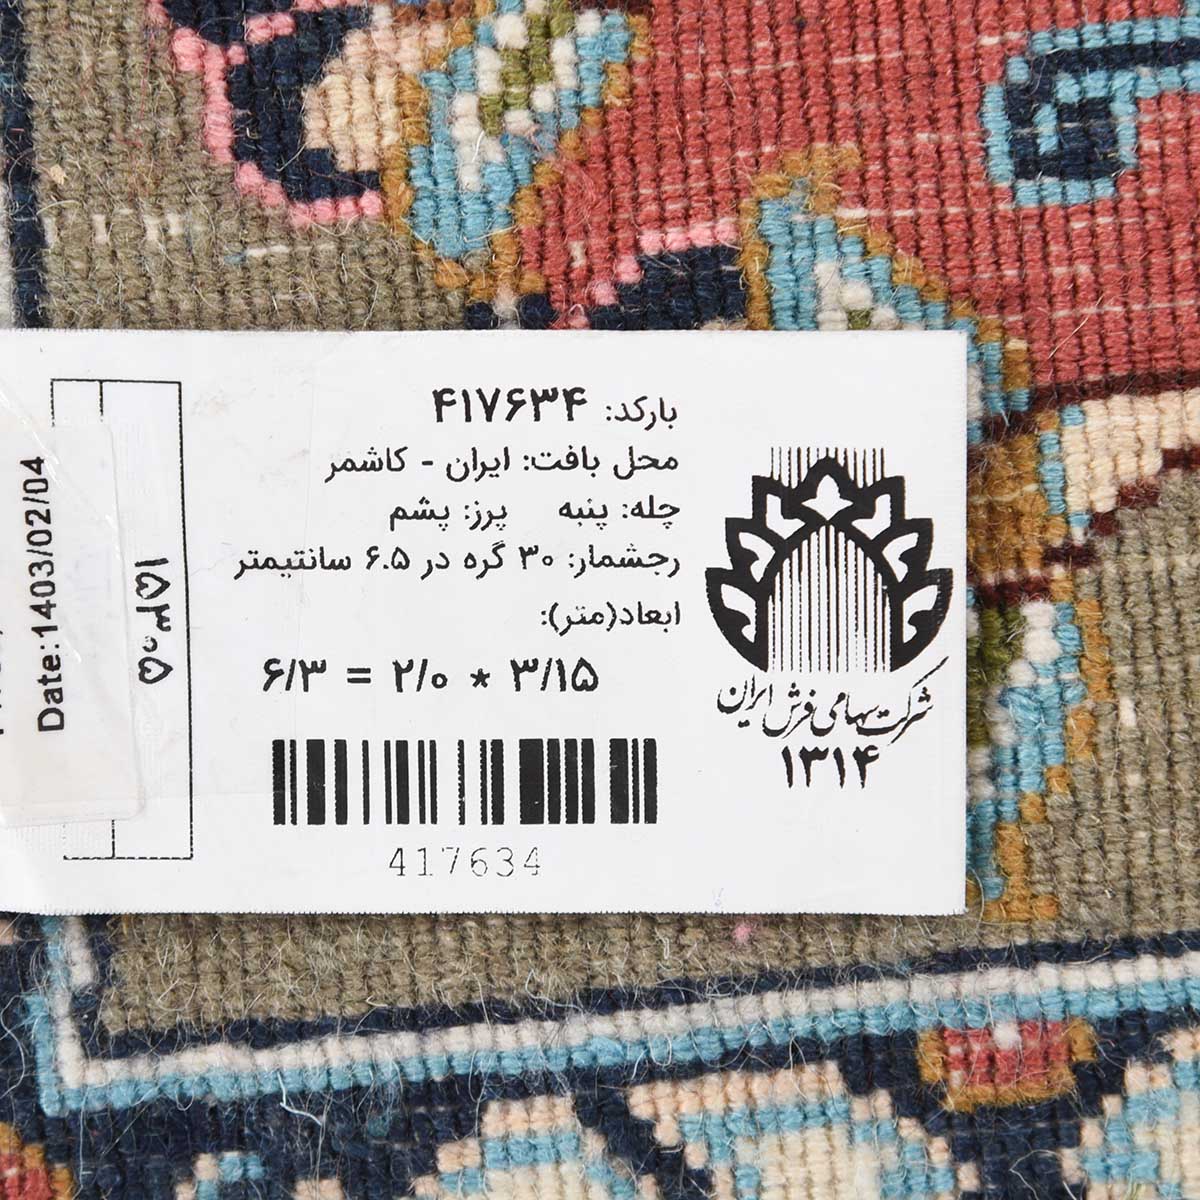 بارکد: ۴۱۷۶۳۴
محل بافت: ایران - کاشمر
چله: پنبه پرز: پشم
رجشمار: ۳۰ گره در ۶.۵ سانتیمتر
ابعاد(متر):
۶/۳ = ۲/۰ * ۳/۱۵
417634
شرکت سهامی فرش ایران
۱۳۱۴
Date:1403/02/04